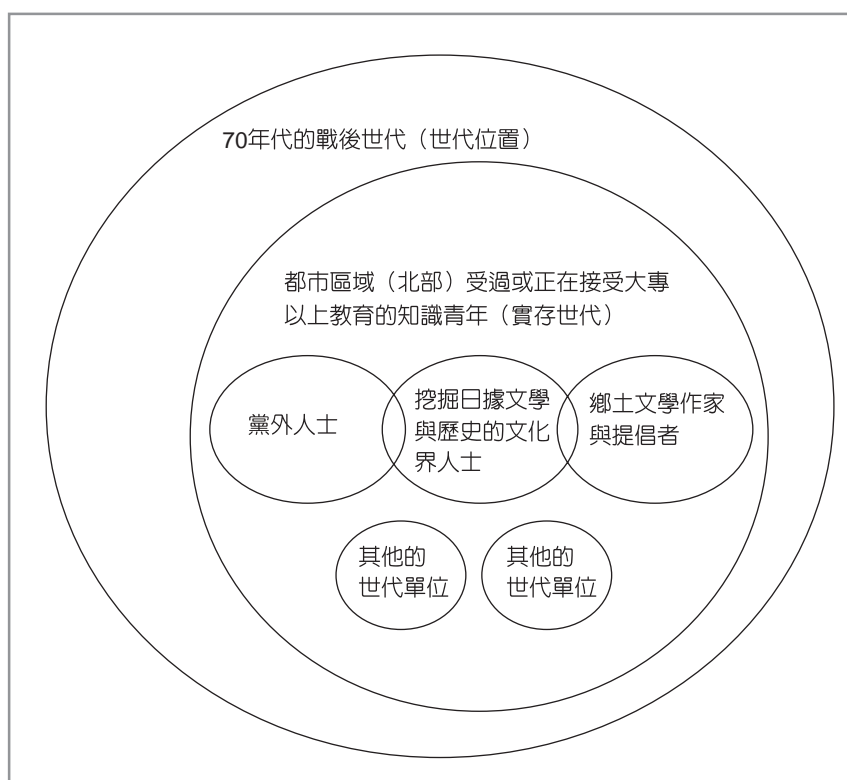 70年代的戰後世代（世代位置）
都市區域（北部）受過或正在接受大專
以上教育的知識青年（實存世代）
黨外人士
挖掘日據文學
與歷史的文化
界人士
鄉土文學作家
與提倡者
其他的
世代單位
其他的
世代單位